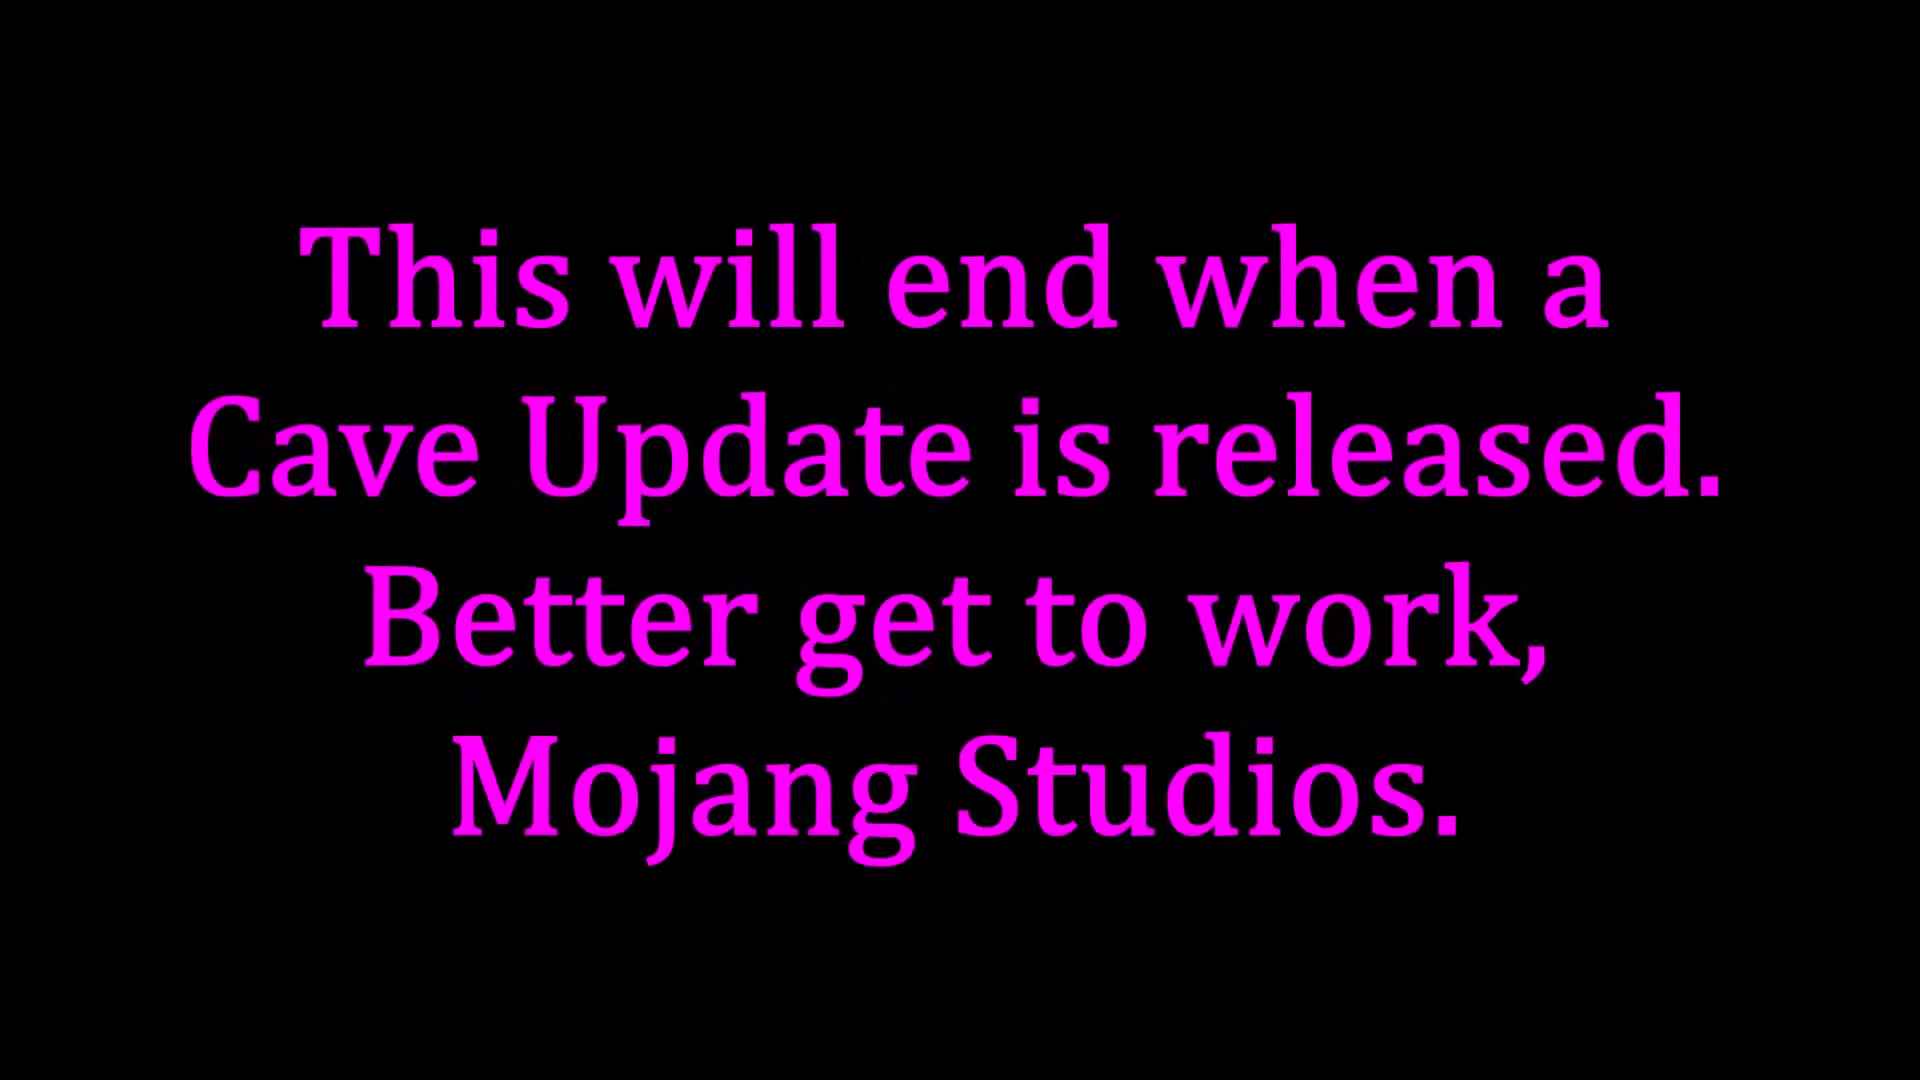 This will end when a
Cave Update is released.
Better get to work,
Mojang Studios.